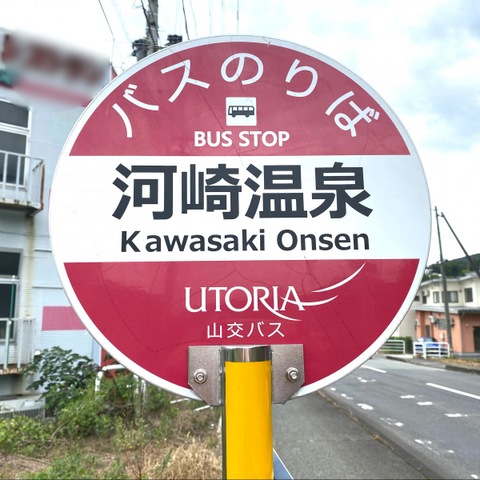 バスのりば
BUS STOP
河崎温泉
Kawasaki Onsen
UTORIA
山交バス